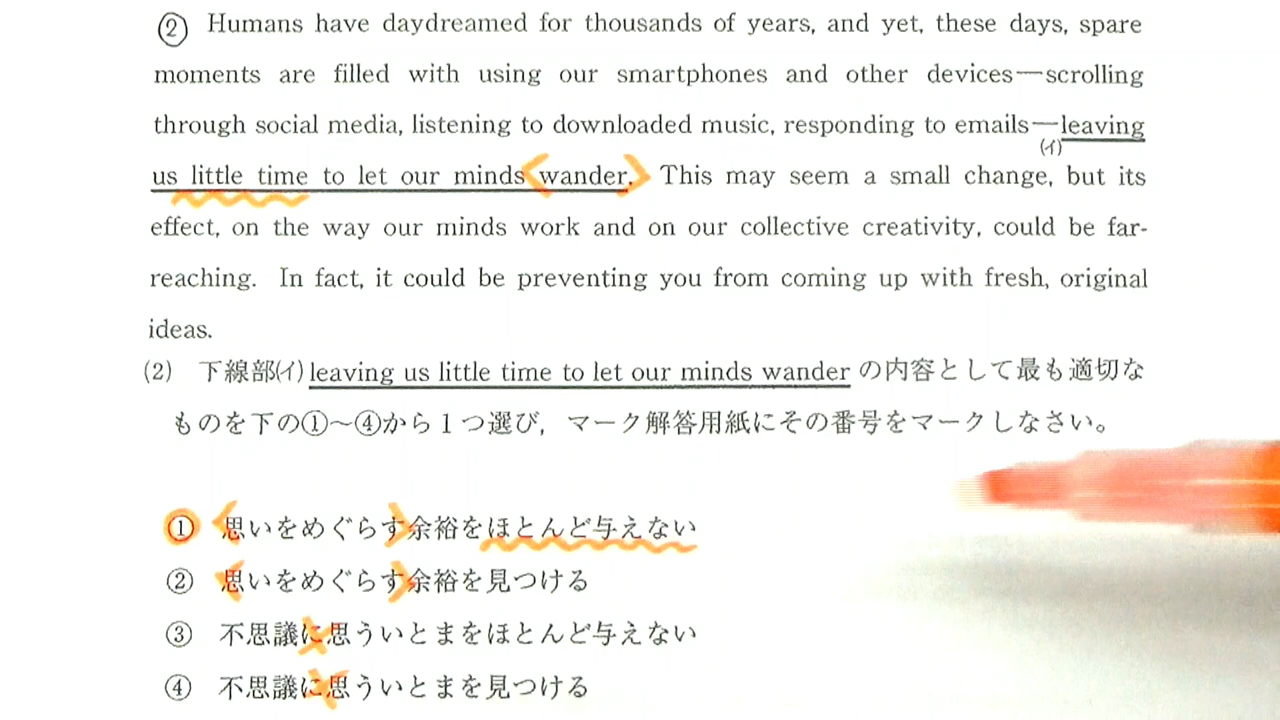 ② Humans have daydreamed for thousands of years, and yet, these days, spare
moments are filled with using our smartphones and other devices—scrolling
through social media, listening to downloaded music, responding to emails—leaving
(イ)
us little time to let our minds wander. This may seem a small change, but its
effect, on the way our minds work and on our collective creativity, could be far-
reaching. In fact, it could be preventing you from coming up with fresh, original
ideas.
(2) 下線部(イ)leaving us little time to let our minds wanderの内容として最も適切な
ものを下の①～④から1つ選び，マーク解答用紙にその番号をマークしなさい。
① 思いをめぐらす余裕をほとんど与えない
② 思いをめぐらす余裕を見つける
③ 不思議に思ういとまをほとんど与えない
④ 不思議に思ういとまを見つける